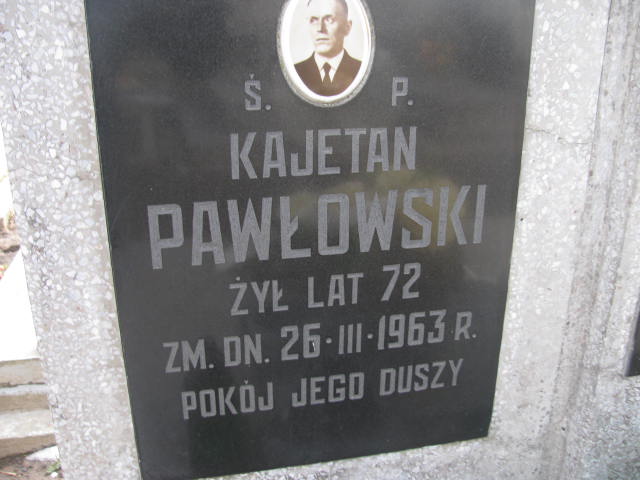 Ś. P.
KAJETAN
PAWŁOWSKI
ŻYŁ LAT 72
ZM. DN. 26·III·1963 R.
POKÓJ JEGO DUSZY